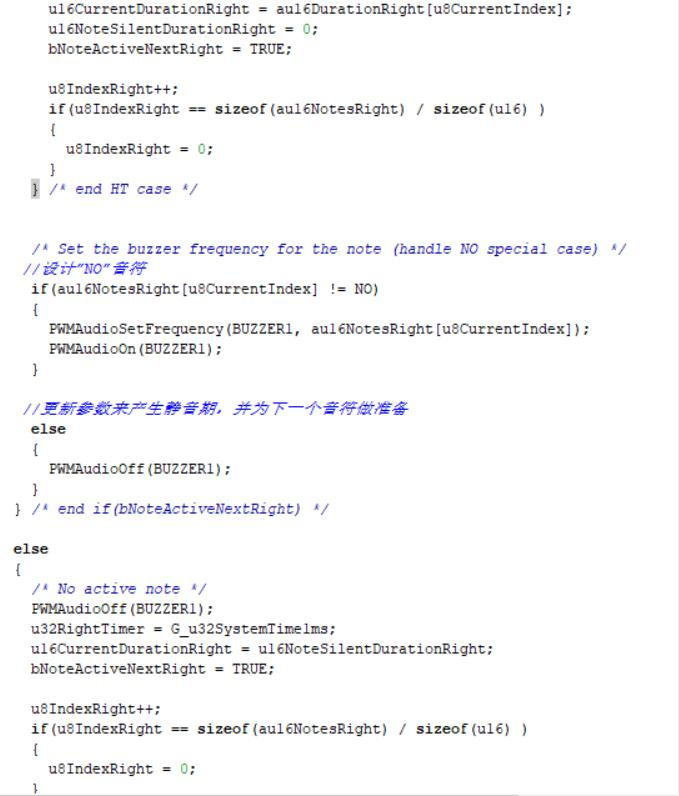 u16CurrentDurationRight = au16DurationRight[u8CurrentIndex];
u16NoteSilentDurationRight = 0;
bNoteActiveNextRight = TRUE;
u8IndexRight++;
if(u8IndexRight == sizeof(au16NotesRight) / sizeof(u16) )
{
u8IndexRight = 0;
}
} /* end HT case */
/* Set the buzzer frequency for the note (handle NO special case) */
//设计"NO"音符
if(au16NotesRight[u8CurrentIndex] != NO)
{
PWMAudioSetFrequency(BUZZER1, au16NotesRight[u8CurrentIndex]);
PWMAudioOn(BUZZER1);
}
//更新参数来产生静音期，并为下一个音符做准备
else
{
PWMAudioOff(BUZZER1);
}
} /* end if(bNoteActiveNextRight) */
else
{
/* No active note */
PWMAudioOff(BUZZER1);
u32RightTimer = G_u32SystemTime1ms;
u16CurrentDurationRight = u16NoteSilentDurationRight;
bNoteActiveNextRight = TRUE;
u8IndexRight++;
if(u8IndexRight == sizeof(au16NotesRight) / sizeof(u16) )
{
u8IndexRight = 0;
}